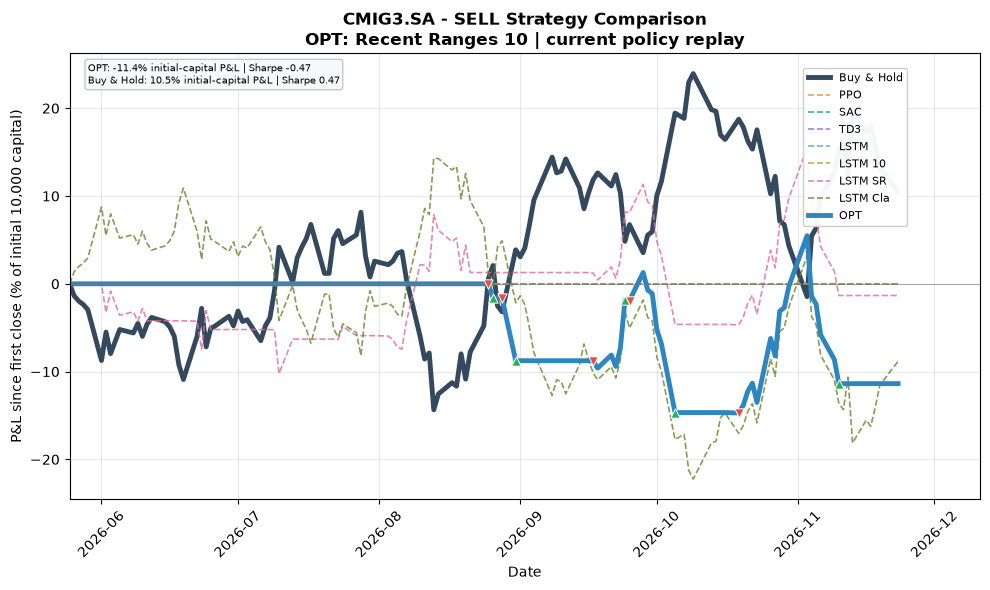 CMIG3.SA - SELL Strategy Comparison
OPT: Recent Ranges 10 | current policy replay
OPT: -11.4% initial-capital P&L | Sharpe -0.47
Buy & Hold: 10.5% initial-capital P&L | Sharpe 0.47
Buy & Hold
PPO
SAC
TD3
LSTM
LSTM 10
LSTM SR
LSTM Cla
OPT
P&L since first close (% of initial 10,000 capital)
20
10
0
−10
−20
2026-06
2026-07
2026-08
2026-09
2026-10
2026-11
2026-12
Date